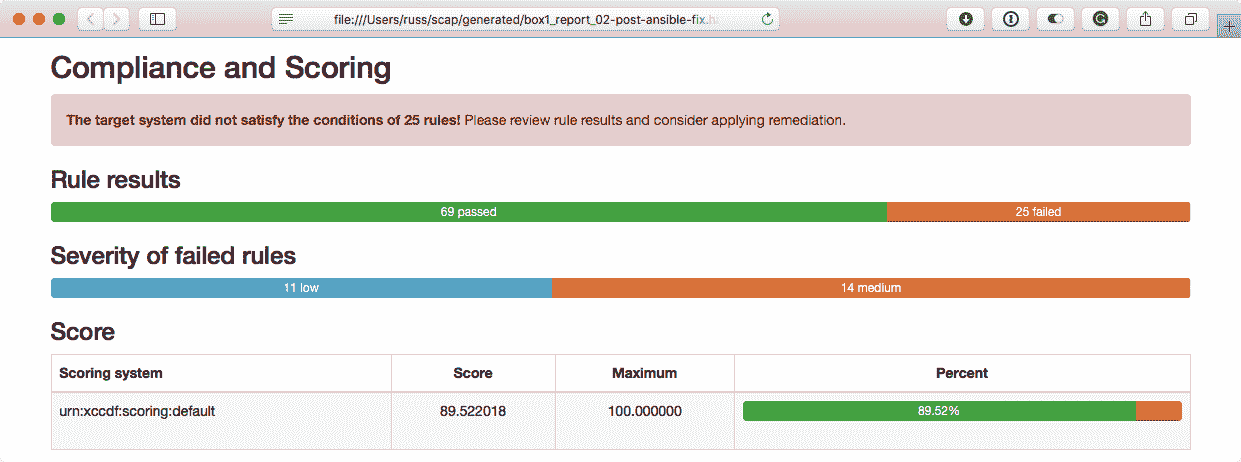 file:///Users/russ/scap/generated/box1_report_02-post-ansible-fix.h
Compliance and Scoring
The target system did not satisfy the conditions of 25 rules! Please review rule results and consider applying remediation.
Rule results
69 passed 25 failed
Severity of failed rules
11 low 14 medium
Score
Scoring system Score Maximum Percent
urn:xccdf:scoring:default 89.522018 100.000000 89.52%